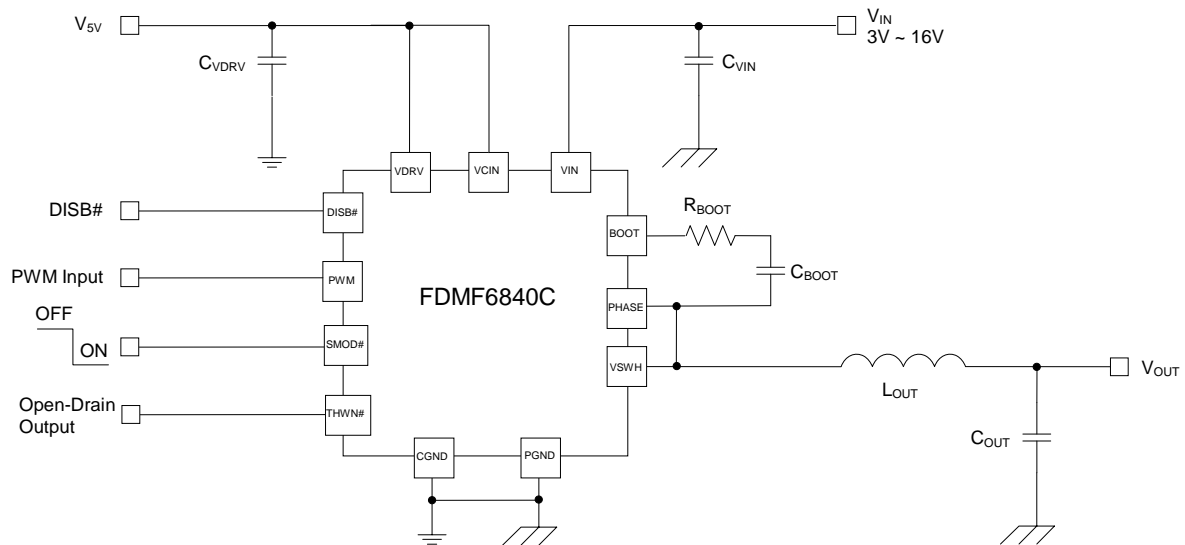 V5V
VIN
3V ~ 16V
CVDRV
CVIN
VDRV
VCIN
VIN
DISB#
DISB#
RBOOT
BOOT
PWM Input
PWM
CBOOT
FDMF6840C
PHASE
OFF
ON
SMOD#
VSWH
LOUT
VOUT
Open-Drain
Output
THWN#
COUT
CGND
PGND